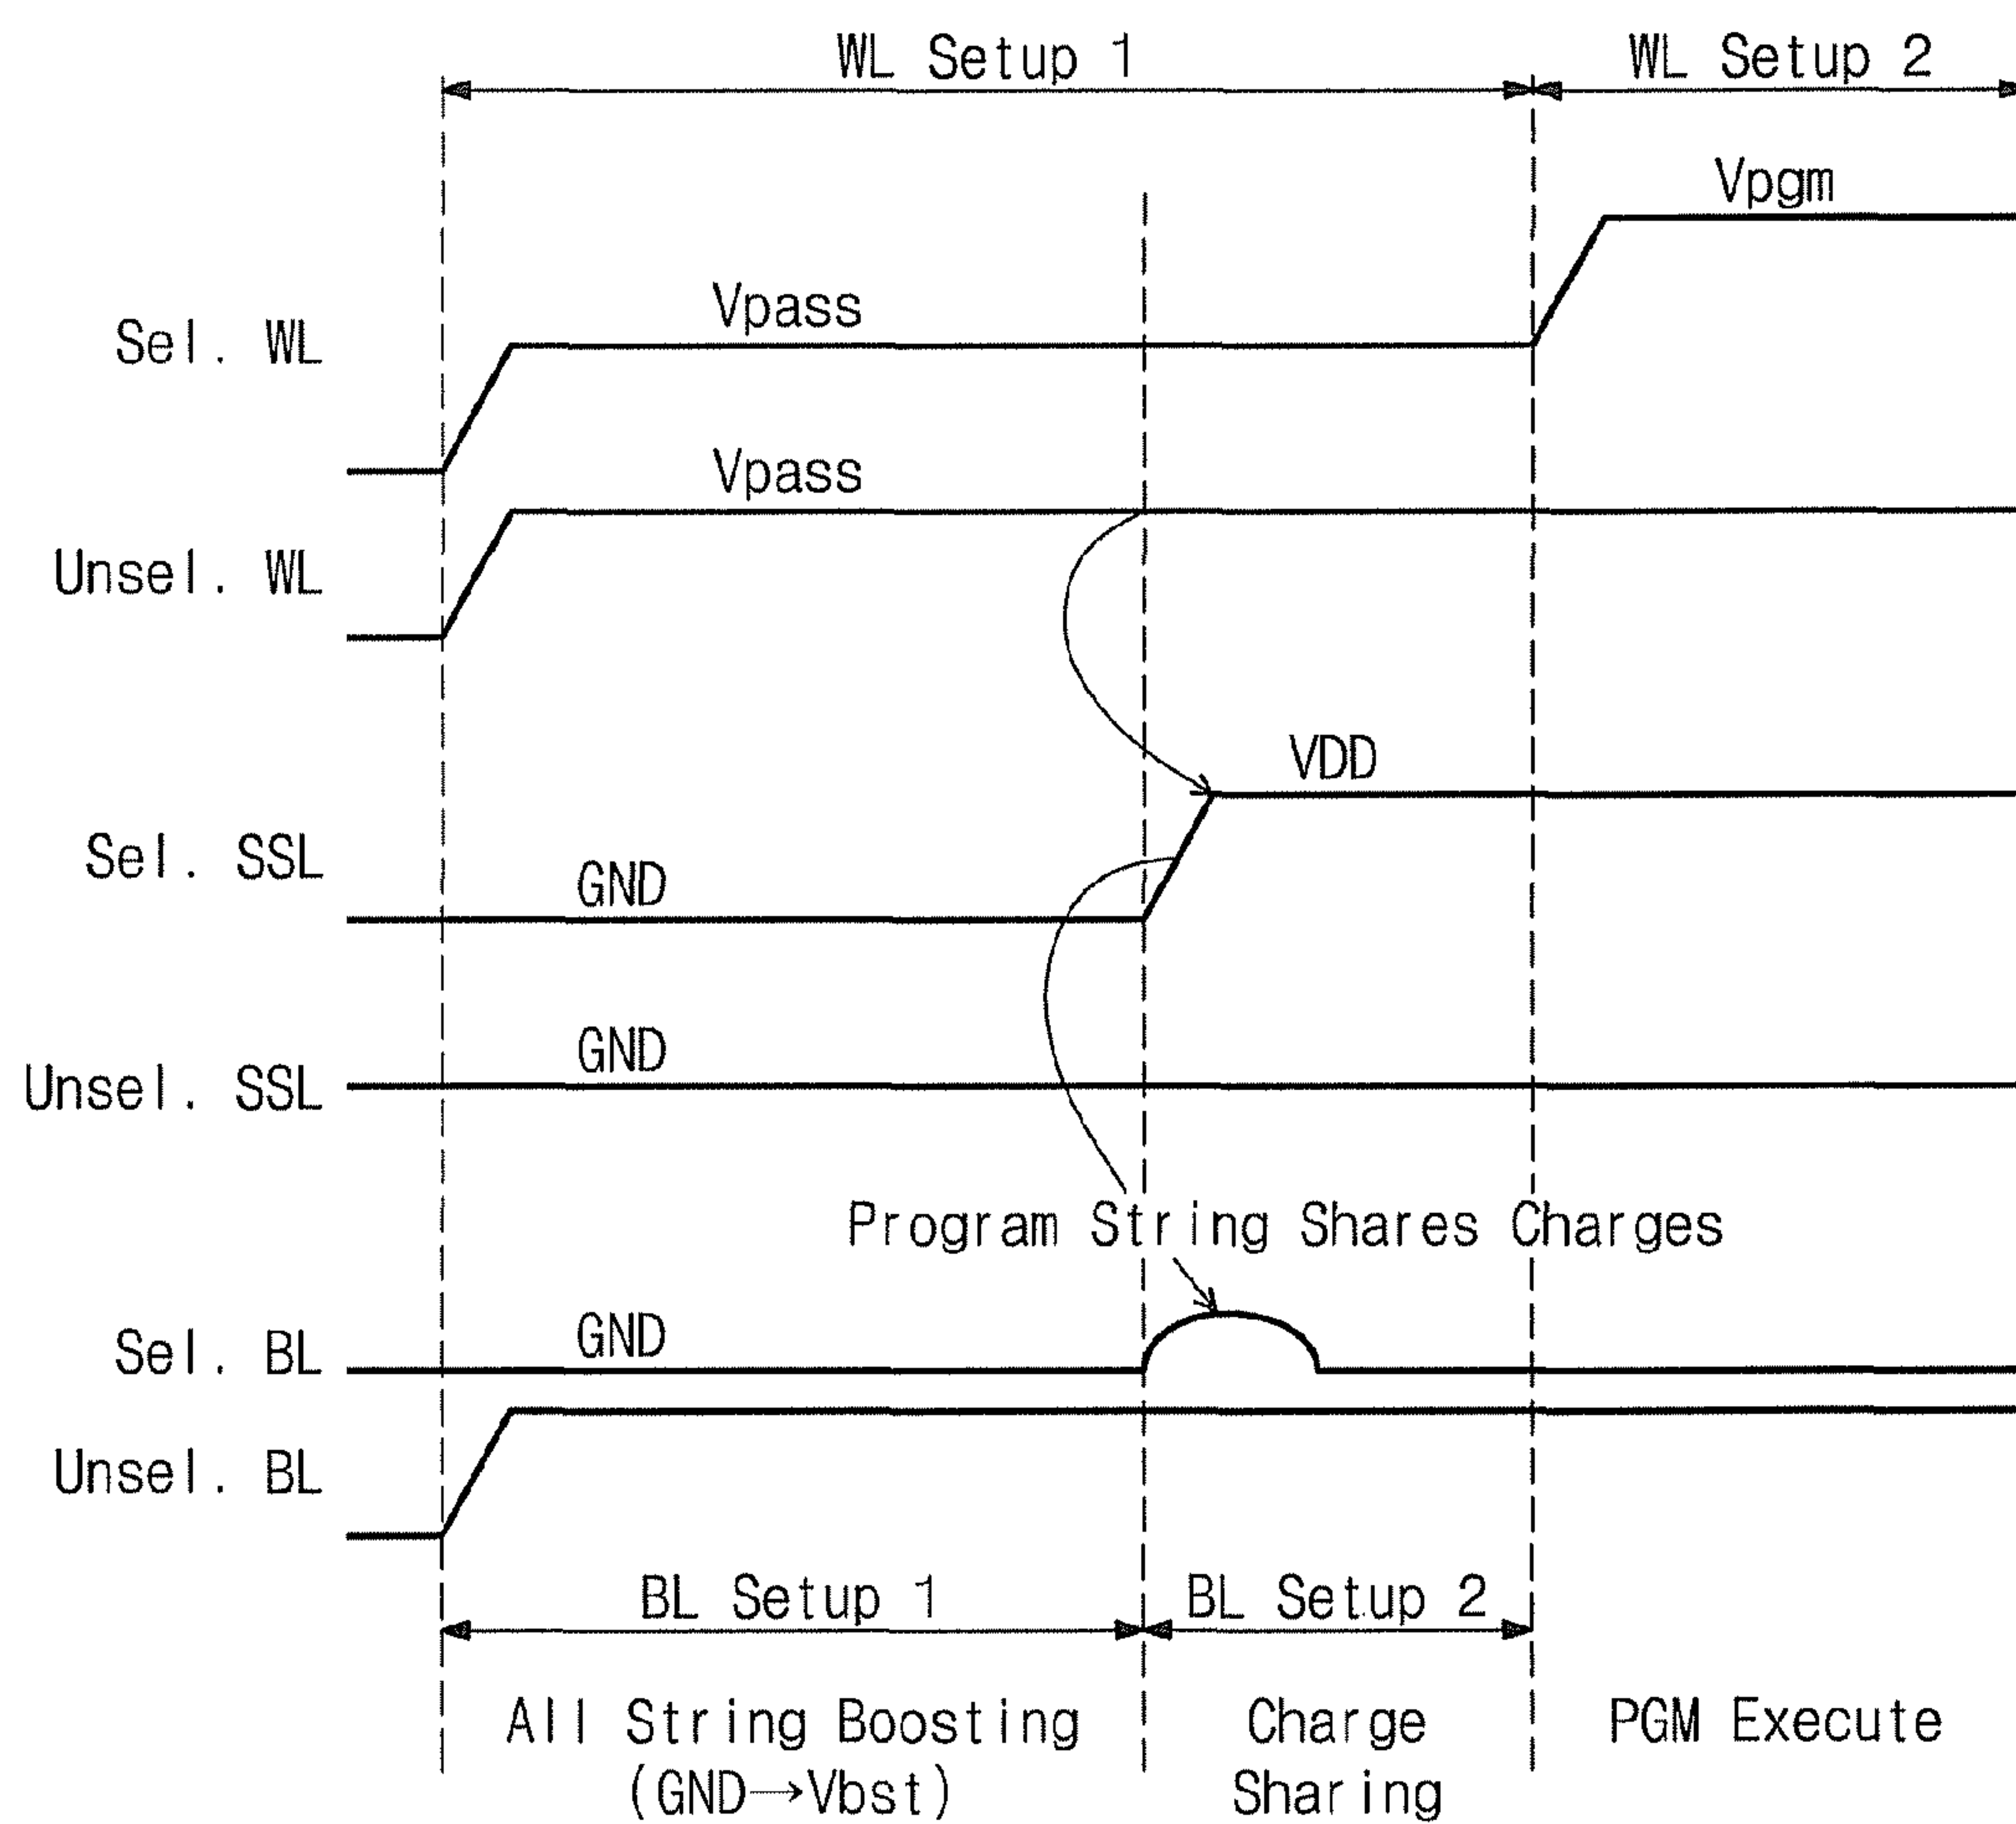 WL Setup 1
WL Setup 2
Vpgm
Vpass
Sel. WL
Vpass
Unsel. WL
VDD
Sel. SSL
GND
GND
Unsel. SSL
Program String Shares Charges
GND
Sel. BL
Unsel. BL
BL Setup 1
BL Setup 2
All String Boosting
(GND→Vbst)
Charge
Sharing
PGM Execute